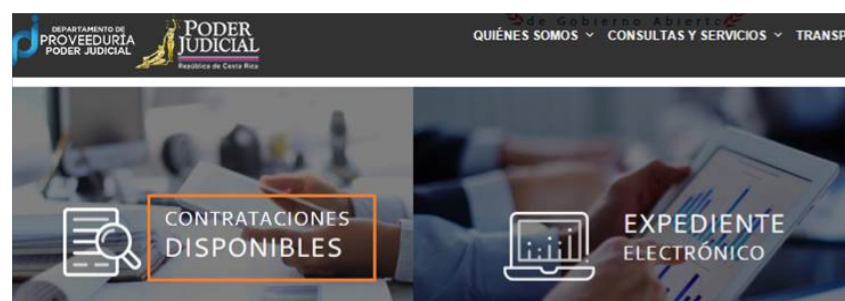 de Gobierno Abierto
DEPARTAMENTO DE
PROVEEDURÍA
PODER JUDICIAL
PODER
JUDICIAL
República de Costa Rica
QUIÉNES SOMOS CONSULTAS Y SERVICIOS TRANSP
CONTRATACIONES
DISPONIBLES
EXPEDIENTE
ELECTRÓNICO